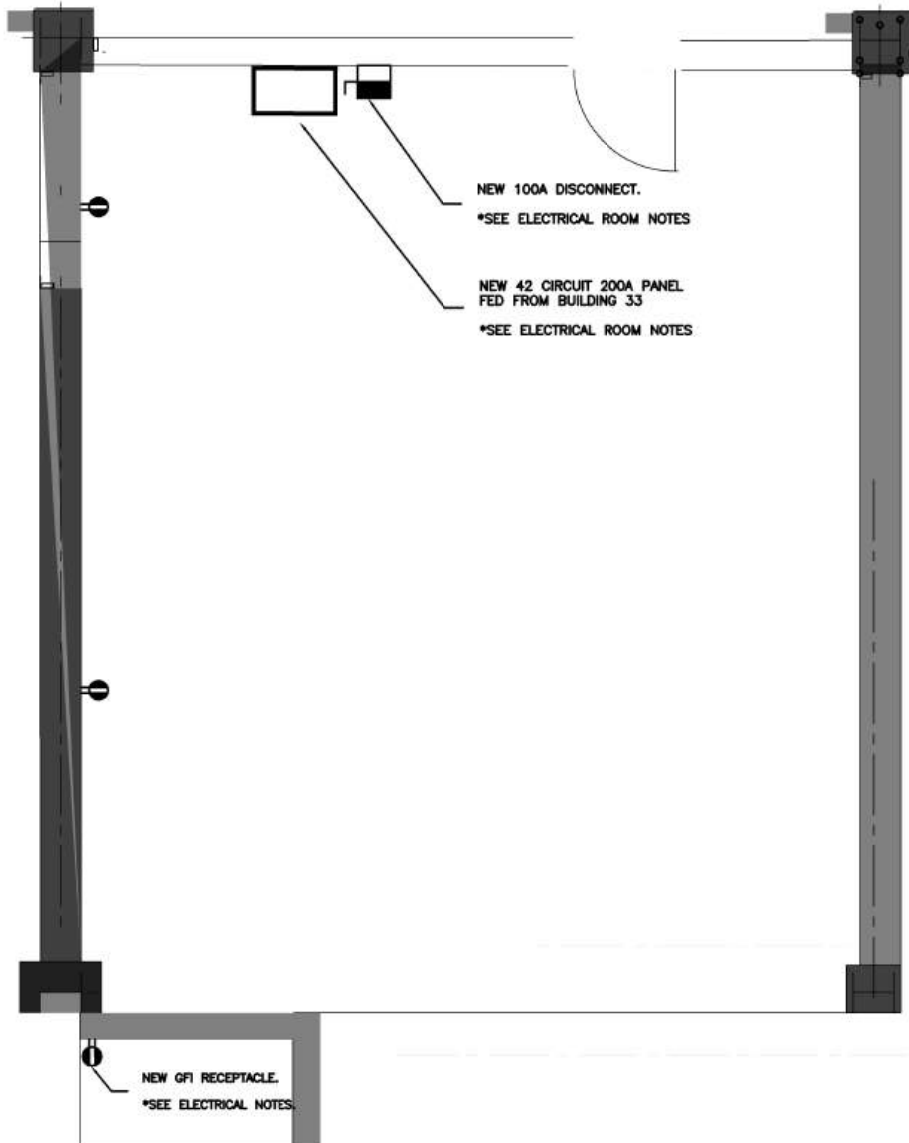 NEW 100A DISCONNECT.
*SEE ELECTRICAL ROOM NOTES
NEW 42 CIRCUIT 200A PANEL
FED FROM BUILDING 33
*SEE ELECTRICAL ROOM NOTES
NEW GFI RECEPTACLE.
*SEE ELECTRICAL NOTES.